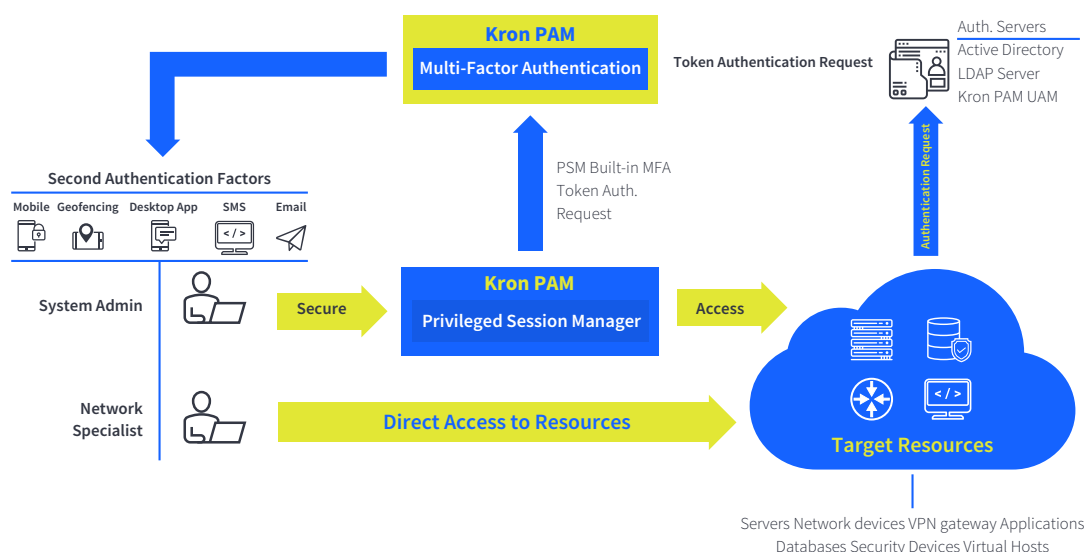 Kron PAM
Multi-Factor Authentication
Token Authentication Request
Auth. Servers
Active Directory
LDAP Server
Kron PAM UAM
Authentication Request
PSM Built-in MFA
Token Auth.
Request
Second Authentication Factors
Mobile Geofencing Desktop App SMS Email
</>
System Admin
Secure
Kron PAM
Privileged Session Manager
Access
</>
Network
Specialist
Direct Access to Resources
Target Resources
Servers Network devices VPN gateway Applications
Databases Security Devices Virtual Hosts